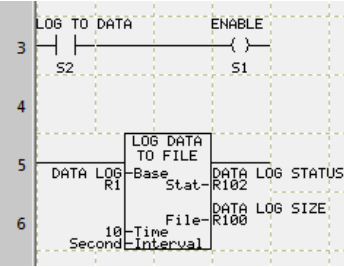 LOG TO DATA ENABLE
3
S2 S1
4
LOG DATA
TO FILE
5
DATA LOG Base DATA LOG STATUS
R1 Stat R102
DATA LOG SIZE
6 File R100
10 Time
Second Interval